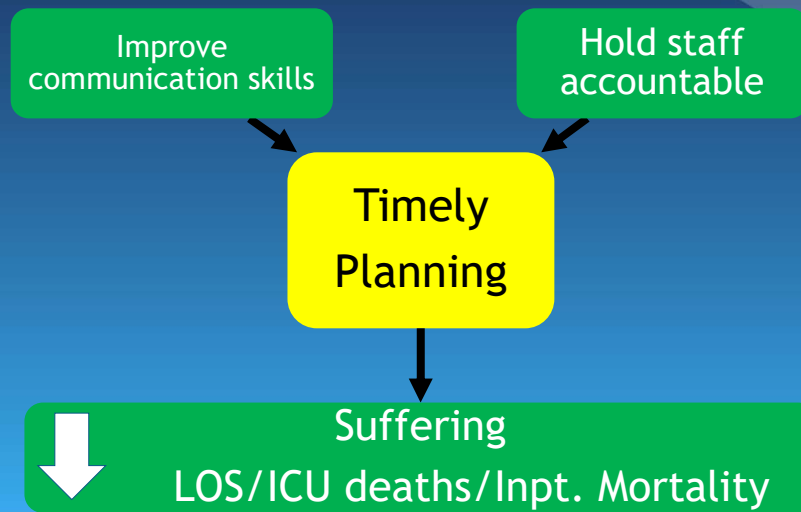 Improve
communication skills
Hold staff
accountable
Timely
Planning
Suffering
LOS/ICU deaths/Inpt. Mortality